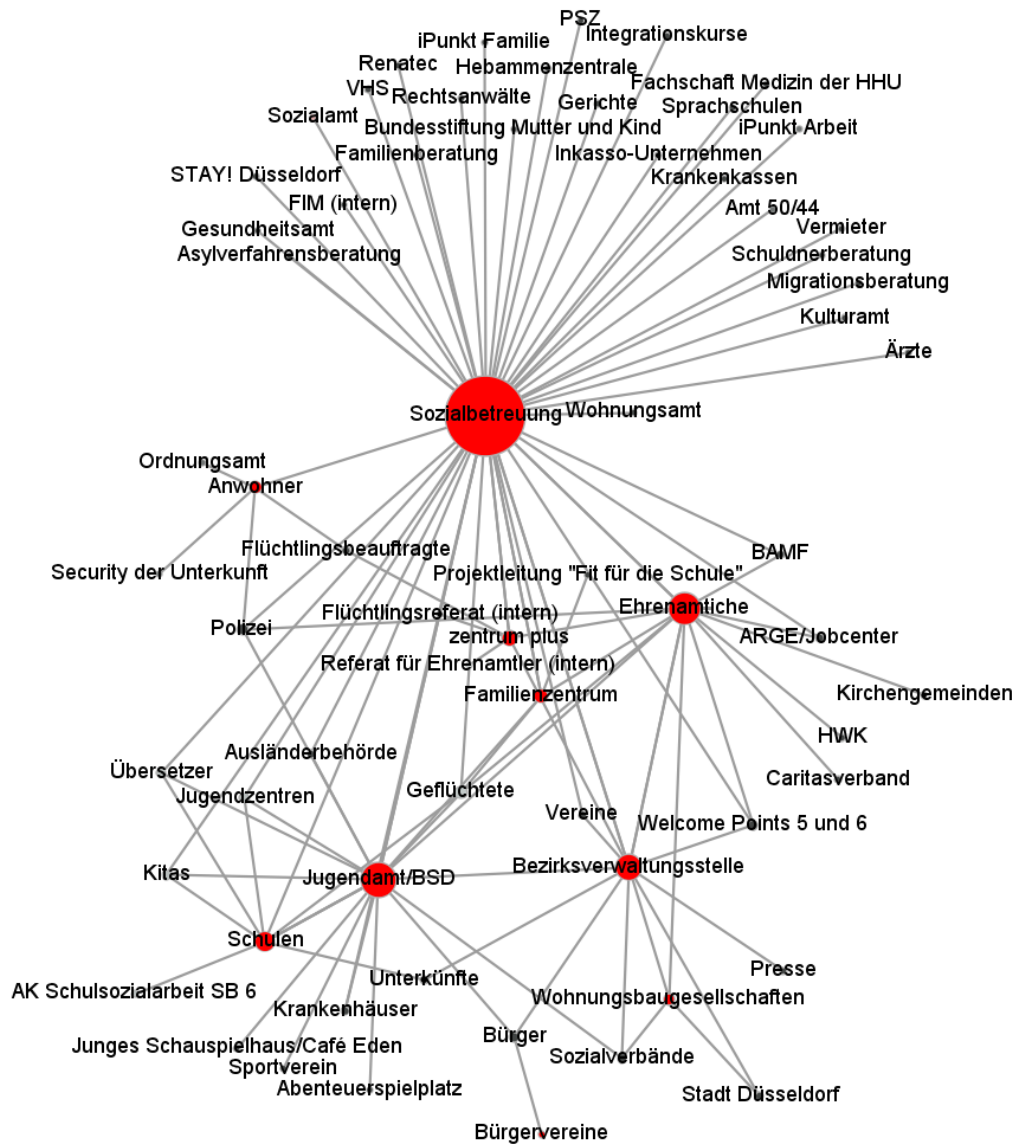 PSZ
Integrationskurse
iPunkt Familie
Renatec
Hebammenzentrale
VHS
Rechtsanwälte
Gerichte
Fachschaft Medizin der HHU
Sprachschulen
Sozialamt
Bundesstiftung Mutter und Kind
iPunkt Arbeit
Familienberatung
Inkasso-Unternehmen
STAY! Düsseldorf
Krankenkassen
FIM (intern)
Amt 50/44
Gesundheitsamt
Vermieter
Asylverfahrensberatung
Schuldnerberatung
Migrationsberatung
Kulturamt
Ärzte
Sozialbetreuung
Wohnungsamt
Ordnungsamt
Anwohner
Flüchtlingsbeauftragte
BAMF
Security der Unterkunft
Projektleitung "Fit für die Schule"
Flüchtlingsreferat (intern)
Ehrenamtiche
Polizei
zentrum plus
ARGE/Jobcenter
Referat für Ehrenamtler (intern)
Familienzentrum
Kirchengemeinden
HWK
Ausländerbehörde
Übersetzer
Caritasverband
Jugendzentren
Geflüchtete
Vereine
Welcome Points 5 und 6
Kitas
Jugendamt/BSD
Bezirksverwaltungsstelle
Schulen
Presse
Unterkünfte
AK Schulsozialarbeit SB 6
Wohnungsbaugesellschaften
Krankenhäuser
Bürger
Junges Schauspielhaus/Café Eden
Sozialverbände
Sportverein
Abenteuerspielplatz
Stadt Düsseldorf
Bürgervereine